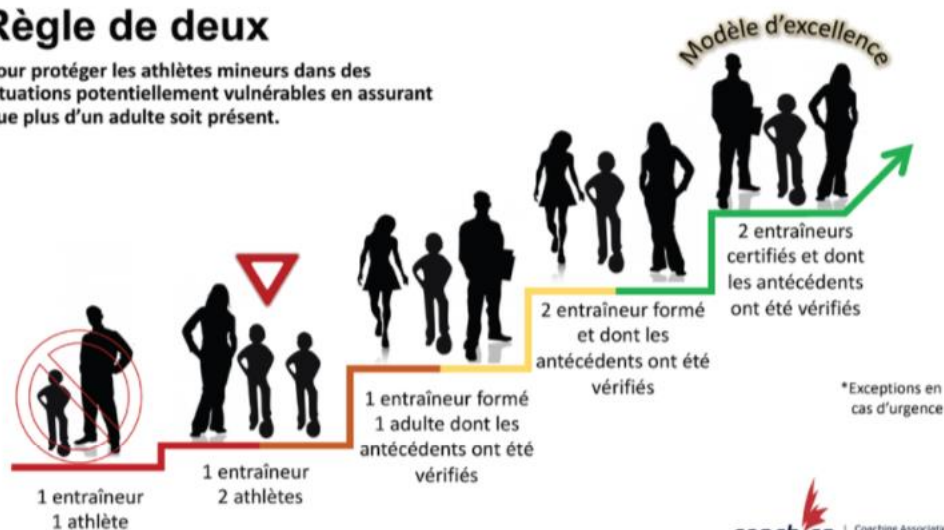 Règle de deux
our protéger les athlètes mineurs dans des
tuations potentiellement vulnérables en assurant
ue plus d'un adulte soit présent.
Modèle d'excellence
2 entraîneurs
certifiés et dont
les antécédents
ont été vérifiés
2 entraîneur formé
et dont les
antécédents ont été
vérifiés
*Exceptions en
cas d'urgence
1 entraîneur formé
1 adulte dont les
antécédents ont été
vérifiés
1 entraîneur
2 athlètes
1 entraîneur
1 athlète
Coaching Associati